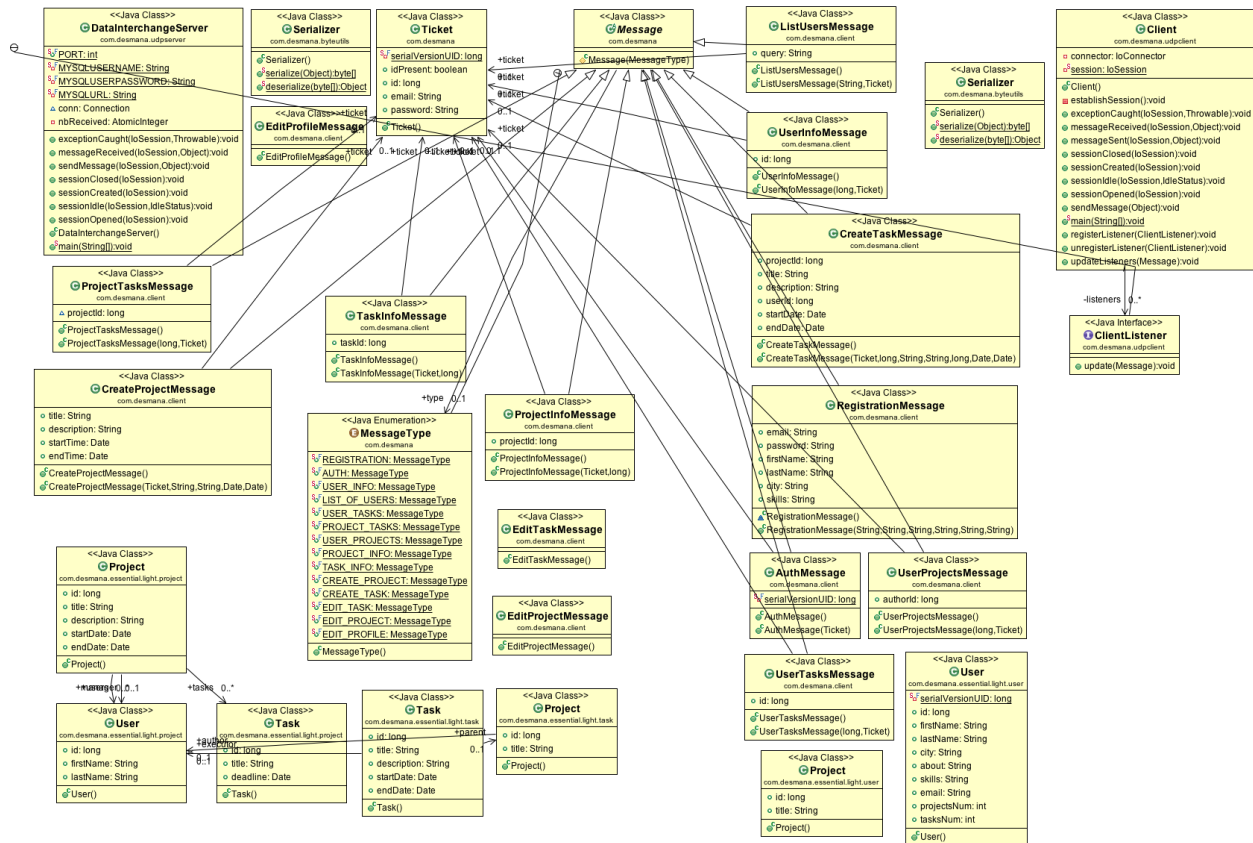 <<Java Class>>
DataInterchangeServer
com.desmana.udpserver
PORT: int
MYSQLUSERNAME: String
MYSQLUSERPASSWORD: String
MYSQLURL: String
conn: Connection
nbReceived: AtomicInteger
exceptionCaught(IoSession,Throwable):void
messageReceived(IoSession,Object):void
sendMessage(IoSession,Object):void
sessionClosed(IoSession):void
sessionCreated(IoSession):void
sessionIdle(IoSession,IdleStatus):void
sessionOpened(IoSession):void
DataInterchangeServer()
main(String[]):void
<<Java Class>>
Serializer
com.desmana.byteutils
Serializer()
serialize(Object):byte[]
deserialize(byte[]):Object
<<Java Class>>
EditProfileMessage
com.desmana.client
EditProfileMessage()
<<Java Class>>
Ticket
com.desmana
serialVersionUID: long
idPresent: boolean
id: long
email: String
password: String
Ticket()
<<Java Class>>
Message
com.desmana
Message(MessageType)
<<Java Class>>
ListUsersMessage
com.desmana.client
query: String
ListUsersMessage()
ListUsersMessage(String,Ticket)
<<Java Class>>
UserInfoMessage
com.desmana.client
id: long
UserInfoMessage()
UserInfoMessage(long,Ticket)
<<Java Class>>
Serializer
com.desmana.byteutils
Serializer()
serialize(Object):byte[]
deserialize(byte[]):Object
<<Java Class>>
Client
com.desmana.udpclient
connector: IoConnector
session: IoSession
Client()
establishSession():void
exceptionCaught(IoSession,Throwable):void
messageReceived(IoSession,Object):void
messageSent(IoSession,Object):void
sessionClosed(IoSession):void
sessionCreated(IoSession):void
sessionIdle(IoSession,IdleStatus):void
sessionOpened(IoSession):void
sendMessage(Object):void
main(String[]):void
registerListener(ClientListener):void
unregisterListener(ClientListener):void
updateListeners(Message):void
-listeners 0..*
<<Java Interface>>
ClientListener
com.desmana.udpclient
update(Message):void
+ticket
+ticket
0..1
+ticket
+ticket
0..1
+ticket
0..1
+ticket
<<Java Class>>
ProjectTasksMessage
com.desmana.client
projectId: long
ProjectTasksMessage()
ProjectTasksMessage(long,Ticket)
<<Java Class>>
TaskInfoMessage
com.desmana.client
taskId: long
TaskInfoMessage()
TaskInfoMessage(Ticket,long)
<<Java Class>>
CreateTaskMessage
com.desmana.client
projectId: long
title: String
description: String
userId: long
startDate: Date
endDate: Date
CreateTaskMessage()
CreateTaskMessage(Ticket,long,String,String,long,Date,Date)
<<Java Class>>
CreateProjectMessage
com.desmana.client
title: String
description: String
startTime: Date
endTime: Date
CreateProjectMessage()
CreateProjectMessage(Ticket,String,String,Date,Date)
+type 0..1
<<Java Enumeration>>
MessageType
com.desmana
REGISTRATION: MessageType
AUTH: MessageType
USER_INFO: MessageType
LIST_OF_USERS: MessageType
USER_TASKS: MessageType
PROJECT_TASKS: MessageType
USER_PROJECTS: MessageType
PROJECT_INFO: MessageType
TASK_INFO: MessageType
CREATE_PROJECT: MessageType
CREATE_TASK: MessageType
EDIT_TASK: MessageType
EDIT_PROJECT: MessageType
EDIT_PROFILE: MessageType
MessageType()
<<Java Class>>
ProjectInfoMessage
com.desmana.client
projectId: long
ProjectInfoMessage()
ProjectInfoMessage(Ticket,long)
<<Java Class>>
RegistrationMessage
com.desmana.client
email: String
password: String
firstName: String
lastName: String
city: String
skills: String
RegistrationMessage()
RegistrationMessage(String,String,String,String,String,String)
<<Java Class>>
EditTaskMessage
com.desmana.client
EditTaskMessage()
<<Java Class>>
EditProjectMessage
com.desmana.client
EditProjectMessage()
<<Java Class>>
AuthMessage
com.desmana.client
serialVersionUID: long
AuthMessage()
AuthMessage(Ticket)
<<Java Class>>
UserProjectsMessage
com.desmana.client
authorId: long
UserProjectsMessage()
UserProjectsMessage(long,Ticket)
<<Java Class>>
Project
com.desmana.essential.light.project
id: long
title: String
description: String
startDate: Date
endDate: Date
Project()
+tasks 0..*
<<Java Class>>
User
com.desmana.essential.light.project
id: long
firstName: String
lastName: String
User()
<<Java Class>>
Task
com.desmana.essential.light.project
id: long
title: String
deadline: Date
Task()
+author
+executor
0..1
<<Java Class>>
Task
com.desmana.essential.light.task
id: long
title: String
description: String
startDate: Date
endDate: Date
Task()
+parent
0..1
<<Java Class>>
Project
com.desmana.essential.light.task
id: long
title: String
Project()
<<Java Class>>
UserTasksMessage
com.desmana.client
id: long
UserTasksMessage()
UserTasksMessage(long,Ticket)
<<Java Class>>
Project
com.desmana.essential.light.user
id: long
title: String
Project()
<<Java Class>>
User
com.desmana.essential.light.user
serialVersionUID: long
id: long
firstName: String
lastName: String
city: String
about: String
skills: String
email: String
projectsNum: int
tasksNum: int
User()